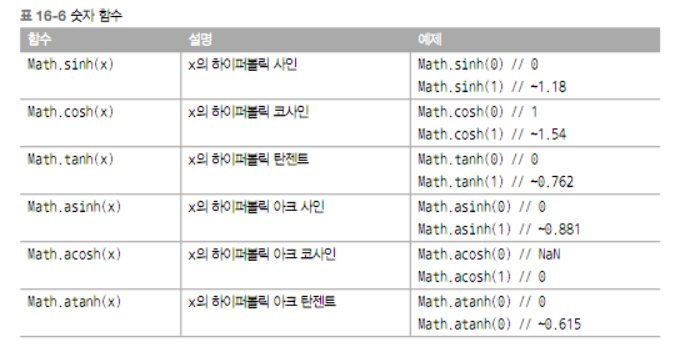 표 16-6 숫자 함수
함수 설명 예제
Math.sinh(x) x의 하이퍼볼릭 사인 Math.sinh(0) // 0
Math.sinh(1) // ~1.18
Math.cosh(x) x의 하이퍼볼릭 코사인 Math.cosh(0) // 1
Math.cosh(1) // ~1.54
Math.tanh(x) x의 하이퍼볼릭 탄젠트 Math.tanh(0) // 0
Math.tanh(1) // ~0.762
Math.asinh(x) x의 하이퍼볼릭 아크 사인 Math.asinh(0) // 0
Math.asinh(1) // ~0.881
Math.acosh(x) x의 하이퍼볼릭 아크 코사인 Math.acosh(0) // NaN
Math.acosh(1) // 0
Math.atanh(x) x의 하이퍼볼릭 아크 탄젠트 Math.atanh(0) // 0
Math.atanh(0) // ~0.615